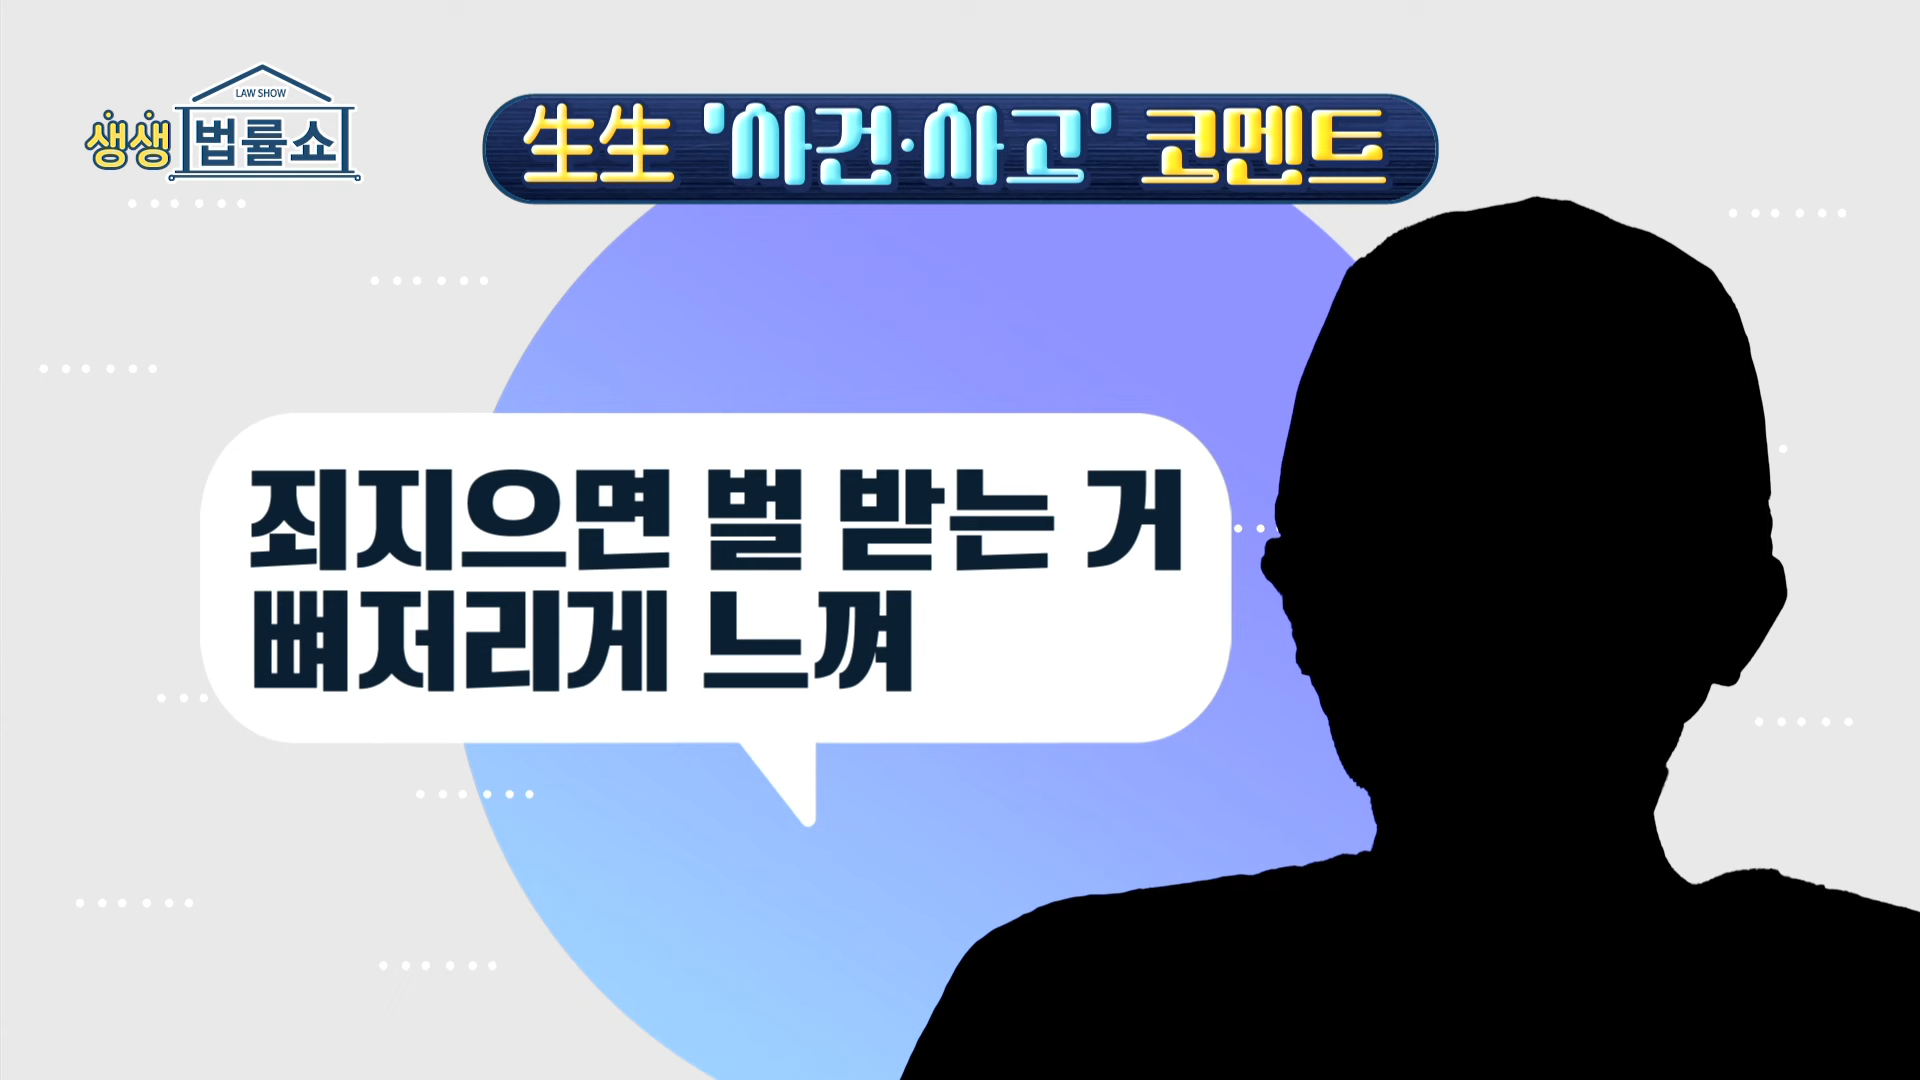 LAW SHOW
생생 법률쇼
生生 '사건·사고' 코멘트
죄지으면 벌 받는 거
뼈저리게 느껴